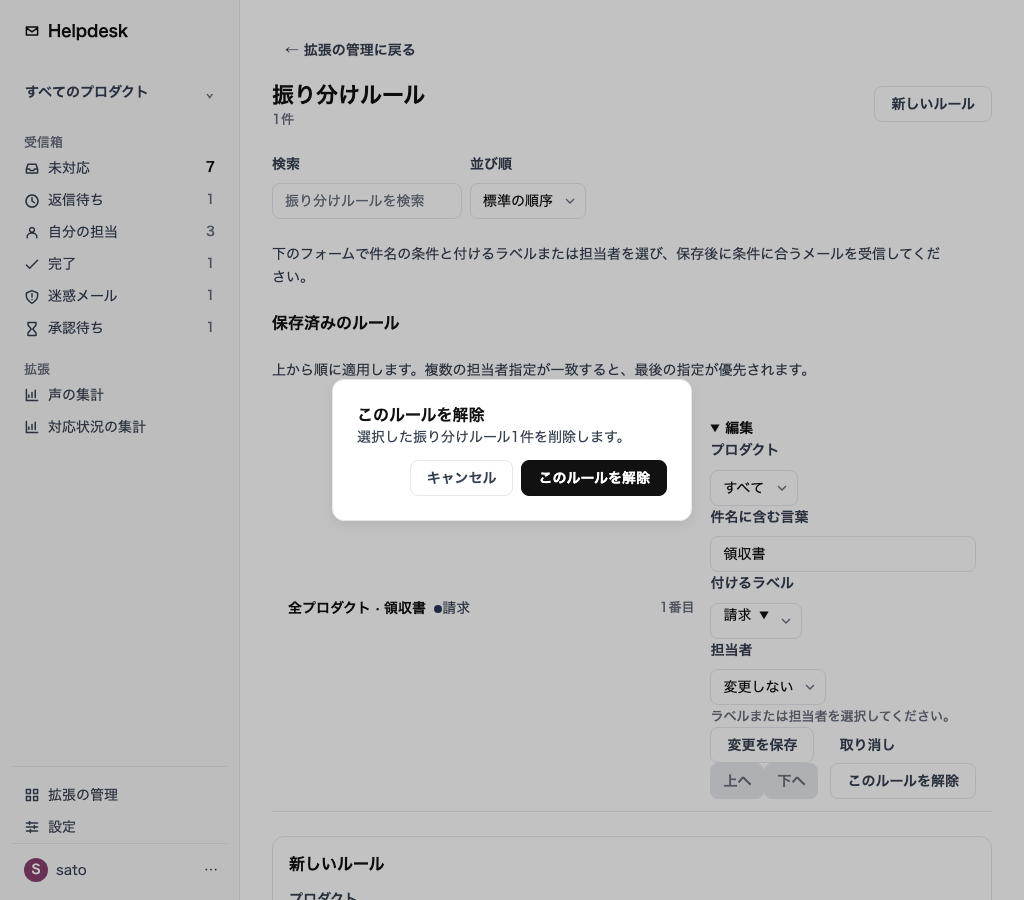 Helpdesk
すべてのプロダクト
受信箱
未対応 7
返信待ち 1
自分の担当 3
完了 1
迷惑メール 1
承認待ち 1
拡張
声の集計
対応状況の集計
拡張の管理
設定
S sato ...
← 拡張の管理に戻る
振り分けルール
1件
新しいルール
検索 並び順
振り分けルールを検索 標準の順序
下のフォームで件名の条件と付けるラベルまたは担当者を選び、保存後に条件に合うメールを受信してくだ
さい。
保存済みのルール
上から順に適用します。複数の担当者指定が一致すると、最後の指定が優先されます。
このルールを解除
選択した振り分けルール1件を削除します。
キャンセル このルールを解除
全プロダクト · 領収書 ●請求 1番目
▼ 編集
プロダクト
すべて
件名に含む言葉
領収書
付けるラベル
請求 ▼
担当者
変更しない
ラベルまたは担当者を選択してください。
変更を保存 取り消し
上へ 下へ このルールを解除
新しいルール
プロダクト